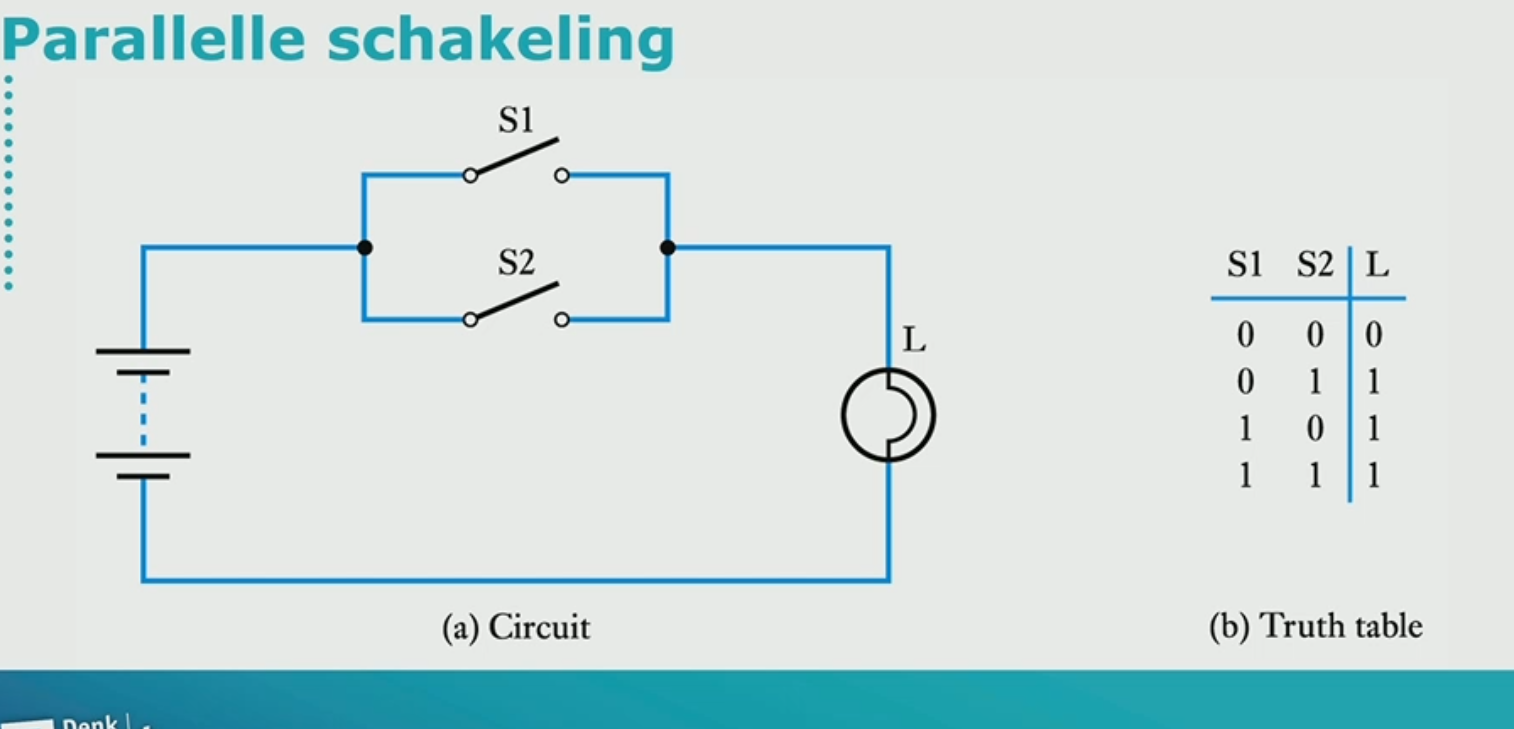 Parallelle schakeling
S1
S2
L
S1 S2 L
0 0 0
0 1 1
1 0 1
1 1 1
(a) Circuit
(b) Truth table
Denk